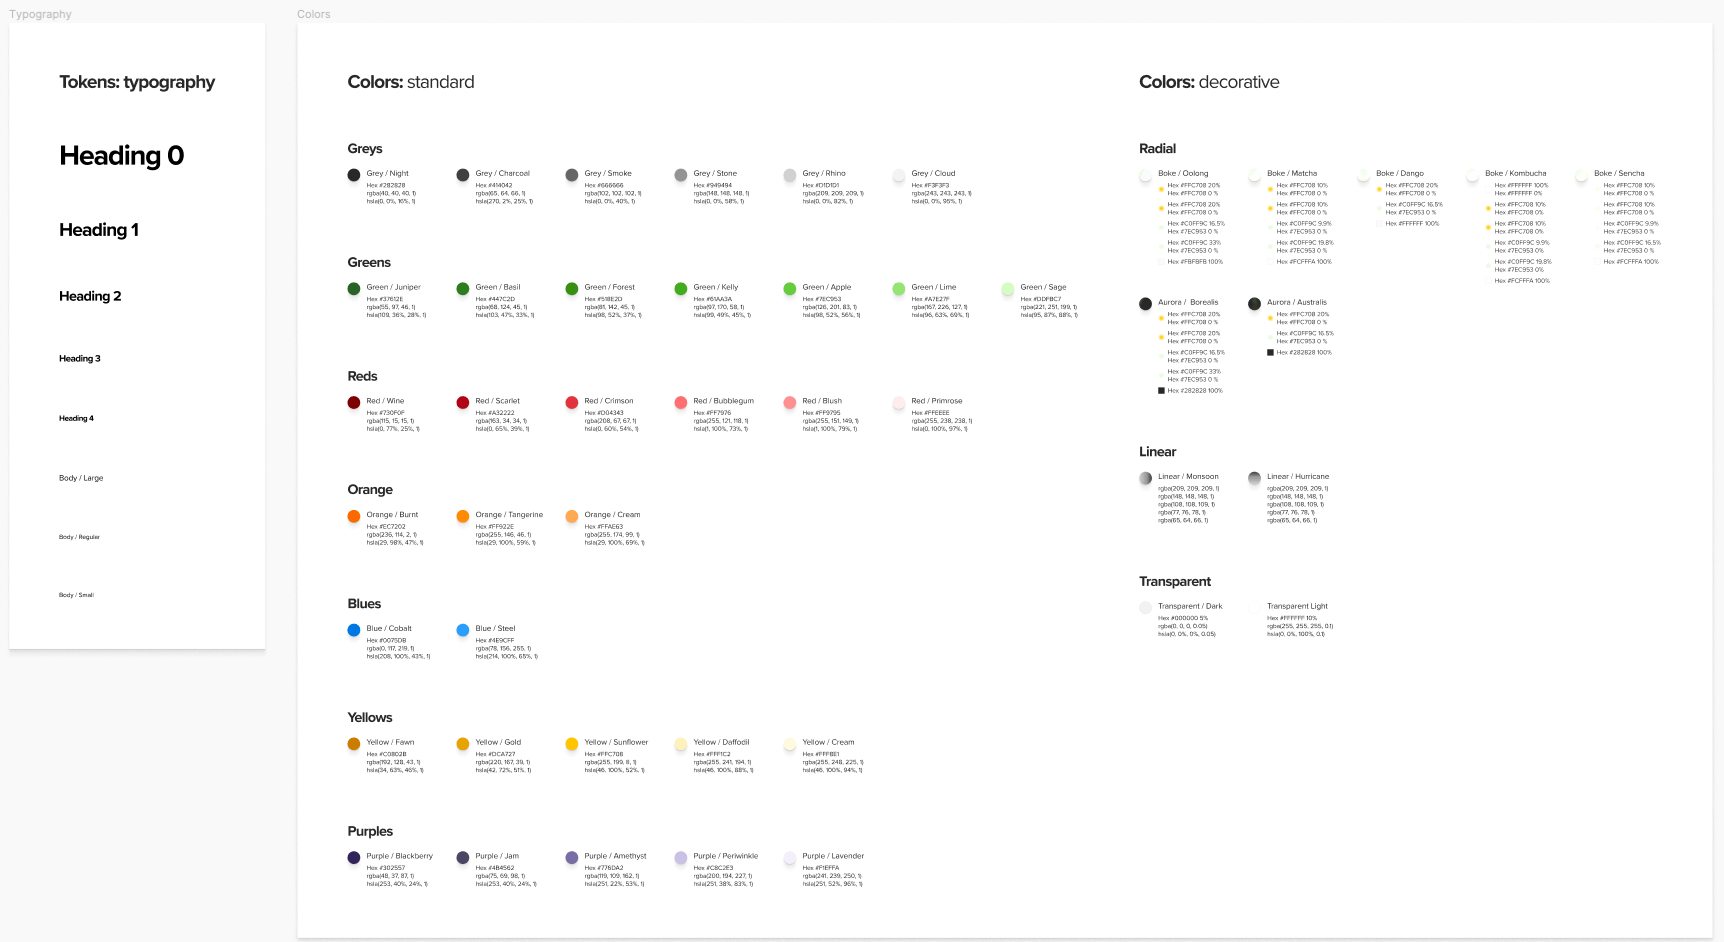 Typography
Tokens: typography
Heading 0
Heading 1
Heading 2
Heading 3
Heading 4
Body / Large
Body / Regular
Body / Small
Colors
Colors: standard
Greys
Grey / Night
Hex #282828
rgba(40, 40, 40, 1)
hsla(0, 0%, 16%, 1)
Grey / Charcoal
Hex #414042
rgba(65, 64, 66, 1)
hsla(270, 2%, 25%, 1)
Grey / Smoke
Hex #666666
rgba(102, 102, 102, 1)
hsla(0, 0%, 40%, 1)
Grey / Stone
Hex #949494
rgba(148, 148, 148, 1)
hsla(0, 0%, 58%, 1)
Grey / Rhino
Hex #D1D1D1
rgba(209, 209, 209, 1)
hsla(0, 0%, 82%, 1)
Grey / Cloud
Hex #F3F3F3
rgba(243, 243, 243, 1)
hsla(0, 0%, 95%, 1)
Greens
Green / Juniper
Hex #37612E
rgba(55, 97, 46, 1)
hsla(109, 36%, 28%, 1)
Green / Basil
Hex #447C2D
rgba(68, 124, 45, 1)
hsla(103, 47%, 33%, 1)
Green / Forest
Hex #518E2D
rgba(81, 142, 45, 1)
hsla(98, 52%, 37%, 1)
Green / Kelly
Hex #61AA3A
rgba(97, 170, 58, 1)
hsla(99, 49%, 45%, 1)
Green / Apple
Hex #7EC953
rgba(126, 201, 83, 1)
hsla(98, 52%, 56%, 1)
Green / Lime
Hex #A7E27F
rgba(167, 226, 127, 1)
hsla(96, 63%, 69%, 1)
Green / Sage
Hex #DDFBC7
rgba(221, 251, 199, 1)
hsla(95, 87%, 88%, 1)
Reds
Red / Wine
Hex #730F0F
rgba(115, 15, 15, 1)
hsla(0, 77%, 25%, 1)
Red / Scarlet
Hex #A32222
rgba(163, 34, 34, 1)
hsla(0, 65%, 39%, 1)
Red / Crimson
Hex #D04343
rgba(208, 67, 67, 1)
hsla(0, 60%, 54%, 1)
Red / Bubblegum
Hex #FF7976
rgba(255, 121, 118, 1)
hsla(1, 100%, 73%, 1)
Red / Blush
Hex #FF9795
rgba(255, 151, 149, 1)
hsla(1, 100%, 79%, 1)
Red / Primrose
Hex #FFEEEE
rgba(255, 238, 238, 1)
hsla(0, 100%, 97%, 1)
Orange
Orange / Burnt
Hex #EC7202
rgba(236, 114, 2, 1)
hsla(29, 98%, 47%, 1)
Orange / Tangerine
Hex #FF922E
rgba(255, 146, 46, 1)
hsla(29, 100%, 59%, 1)
Orange / Cream
Hex #FFAE63
rgba(255, 174, 99, 1)
hsla(29, 100%, 69%, 1)
Blues
Blue / Cobalt
Hex #0075DB
rgba(0, 117, 219, 1)
hsla(208, 100%, 43%, 1)
Blue / Steel
Hex #4E9CFF
rgba(78, 156, 255, 1)
hsla(214, 100%, 65%, 1)
Yellows
Yellow / Fawn
Hex #C0802B
rgba(192, 128, 43, 1)
hsla(34, 63%, 46%, 1)
Yellow / Gold
Hex #DCA727
rgba(220, 167, 39, 1)
hsla(42, 72%, 51%, 1)
Yellow / Sunflower
Hex #FFC708
rgba(255, 199, 8, 1)
hsla(46, 100%, 52%, 1)
Yellow / Daffodil
Hex #FFF1C2
rgba(255, 241, 194, 1)
hsla(46, 100%, 88%, 1)
Yellow / Cream
Hex #FFF8E1
rgba(255, 248, 225, 1)
hsla(46, 100%, 94%, 1)
Purples
Purple / Blackberry
Hex #302557
rgba(48, 37, 87, 1)
hsla(253, 40%, 24%, 1)
Purple / Jam
Hex #4B4562
rgba(75, 69, 98, 1)
hsla(253, 40%, 24%, 1)
Purple / Amethyst
Hex #776DA2
rgba(119, 109, 162, 1)
hsla(251, 22%, 53%, 1)
Purple / Periwinkle
Hex #C8C2E3
rgba(200, 194, 227, 1)
hsla(251, 38%, 83%, 1)
Purple / Lavender
Hex #F1EFFA
rgba(241, 239, 250, 1)
hsla(251, 52%, 96%, 1)
Colors: decorative
Radial
Boke / Oolong
Hex #FFC708 20%
Hex #FFC708 0 %
Hex #FFC708 20%
Hex #FFC708 0 %
Hex #C0FF9C 16.5%
Hex #7EC953 0 %
Hex #C0FF9C 33%
Hex #7EC953 0 %
Hex #FBFBFB 100%
Boke / Matcha
Hex #FFC708 10%
Hex #FFC708 0 %
Hex #FFC708 10%
Hex #FFC708 0 %
Hex #C0FF9C 9.9%
Hex #7EC953 0 %
Hex #C0FF9C 19.8%
Hex #7EC953 0 %
Hex #FCFFFA 100%
Boke / Dango
Hex #FFC708 20%
Hex #FFC708 0 %
Hex #C0FF9C 16.5%
Hex #7EC953 0 %
Hex #FFFFFF 100%
Boke / Kombucha
Hex #FFFFFF 100%
Hex #FFFFFF 0%
Hex #FFC708 10%
Hex #FFC708 0%
Hex #FFC708 10%
Hex #FFC708 0%
Hex #C0FF9C 9.9%
Hex #7EC953 0%
Hex #C0FF9C 19.8%
Hex #7EC953 0%
Hex #FCFFFA 100%
Boke / Sencha
Hex #FFC708 10%
Hex #FFC708 0 %
Hex #FFC708 10%
Hex #FFC708 0 %
Hex #C0FF9C 9.9%
Hex #7EC953 0 %
Hex #C0FF9C 16.5%
Hex #7EC953 0 %
Hex #FCFFFA 100%
Aurora / Borealis
Hex #FFC708 20%
Hex #FFC708 0 %
Hex #FFC708 20%
Hex #FFC708 0 %
Hex #C0FF9C 16.5%
Hex #7EC953 0 %
Hex #C0FF9C 33%
Hex #7EC953 0 %
Hex #282828 100%
Aurora / Australis
Hex #FFC708 20%
Hex #FFC708 0 %
Hex #C0FF9C 16.5%
Hex #7EC953 0 %
Hex #282828 100%
Linear
Linear / Monsoon
rgba(209, 209, 209, 1)
rgba(148, 148, 148, 1)
rgba(108, 108, 109, 1)
rgba(77, 76, 78, 1)
rgba(65, 64, 66, 1)
Linear / Hurricane
rgba(209, 209, 209, 1)
rgba(148, 148, 148, 1)
rgba(108, 108, 109, 1)
rgba(77, 76, 78, 1)
rgba(65, 64, 66, 1)
Transparent
Transparent / Dark
Hex #000000 5%
rgba(0, 0, 0, 0.05)
hsla(0, 0%, 0%, 0.05)
Transparent Light
Hex #FFFFFF 10%
rgba(255, 255, 255, 0.1)
hsla(0, 0%, 100%, 0.1)